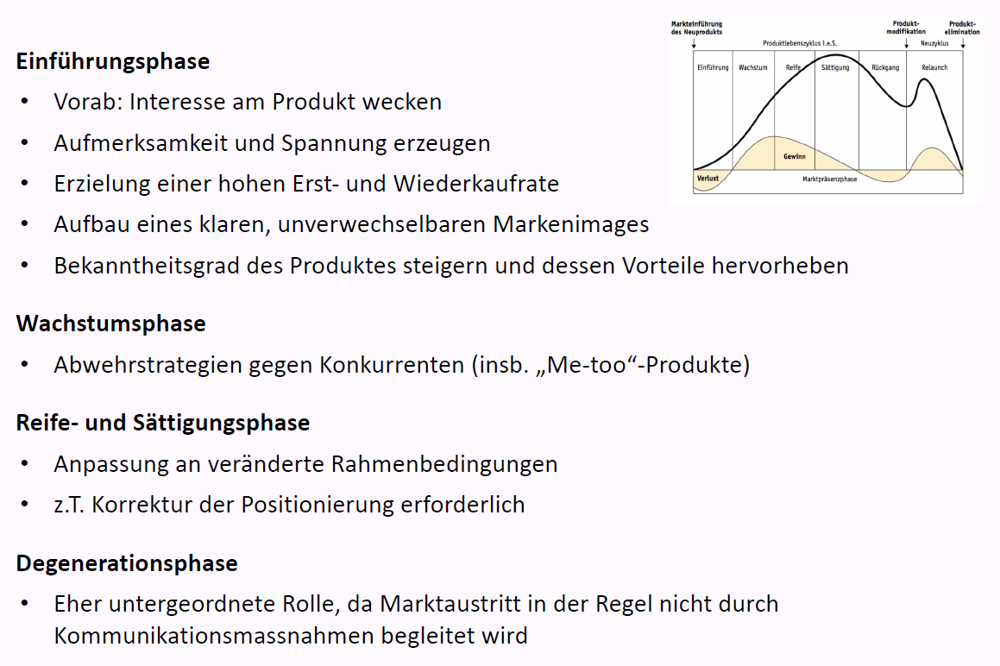 Markteinführung des Neuprodukts
Produkt-modifikation
Produkt-elimination
Produktlebenszyklus i.e.S.
Neuzyklus
Einführung
Wachstum
Reife
Sättigung
Rückgang
Relaunch
Gewinn
Verlust
Marktpräsenzphase
Einführungsphase
• Vorab: Interesse am Produkt wecken
• Aufmerksamkeit und Spannung erzeugen
• Erzielung einer hohen Erst- und Wiederkaufrate
• Aufbau eines klaren, unverwechselbaren Markenimages
• Bekanntheitsgrad des Produktes steigern und dessen Vorteile hervorheben
Wachstumsphase
• Abwehrstrategien gegen Konkurrenten (insb. „Me-too“-Produkte)
Reife- und Sättigungsphase
• Anpassung an veränderte Rahmenbedingungen
• z.T. Korrektur der Positionierung erforderlich
Degenerationsphase
• Eher untergeordnete Rolle, da Marktaustritt in der Regel nicht durch
Kommunikationsmassnahmen begleitet wird